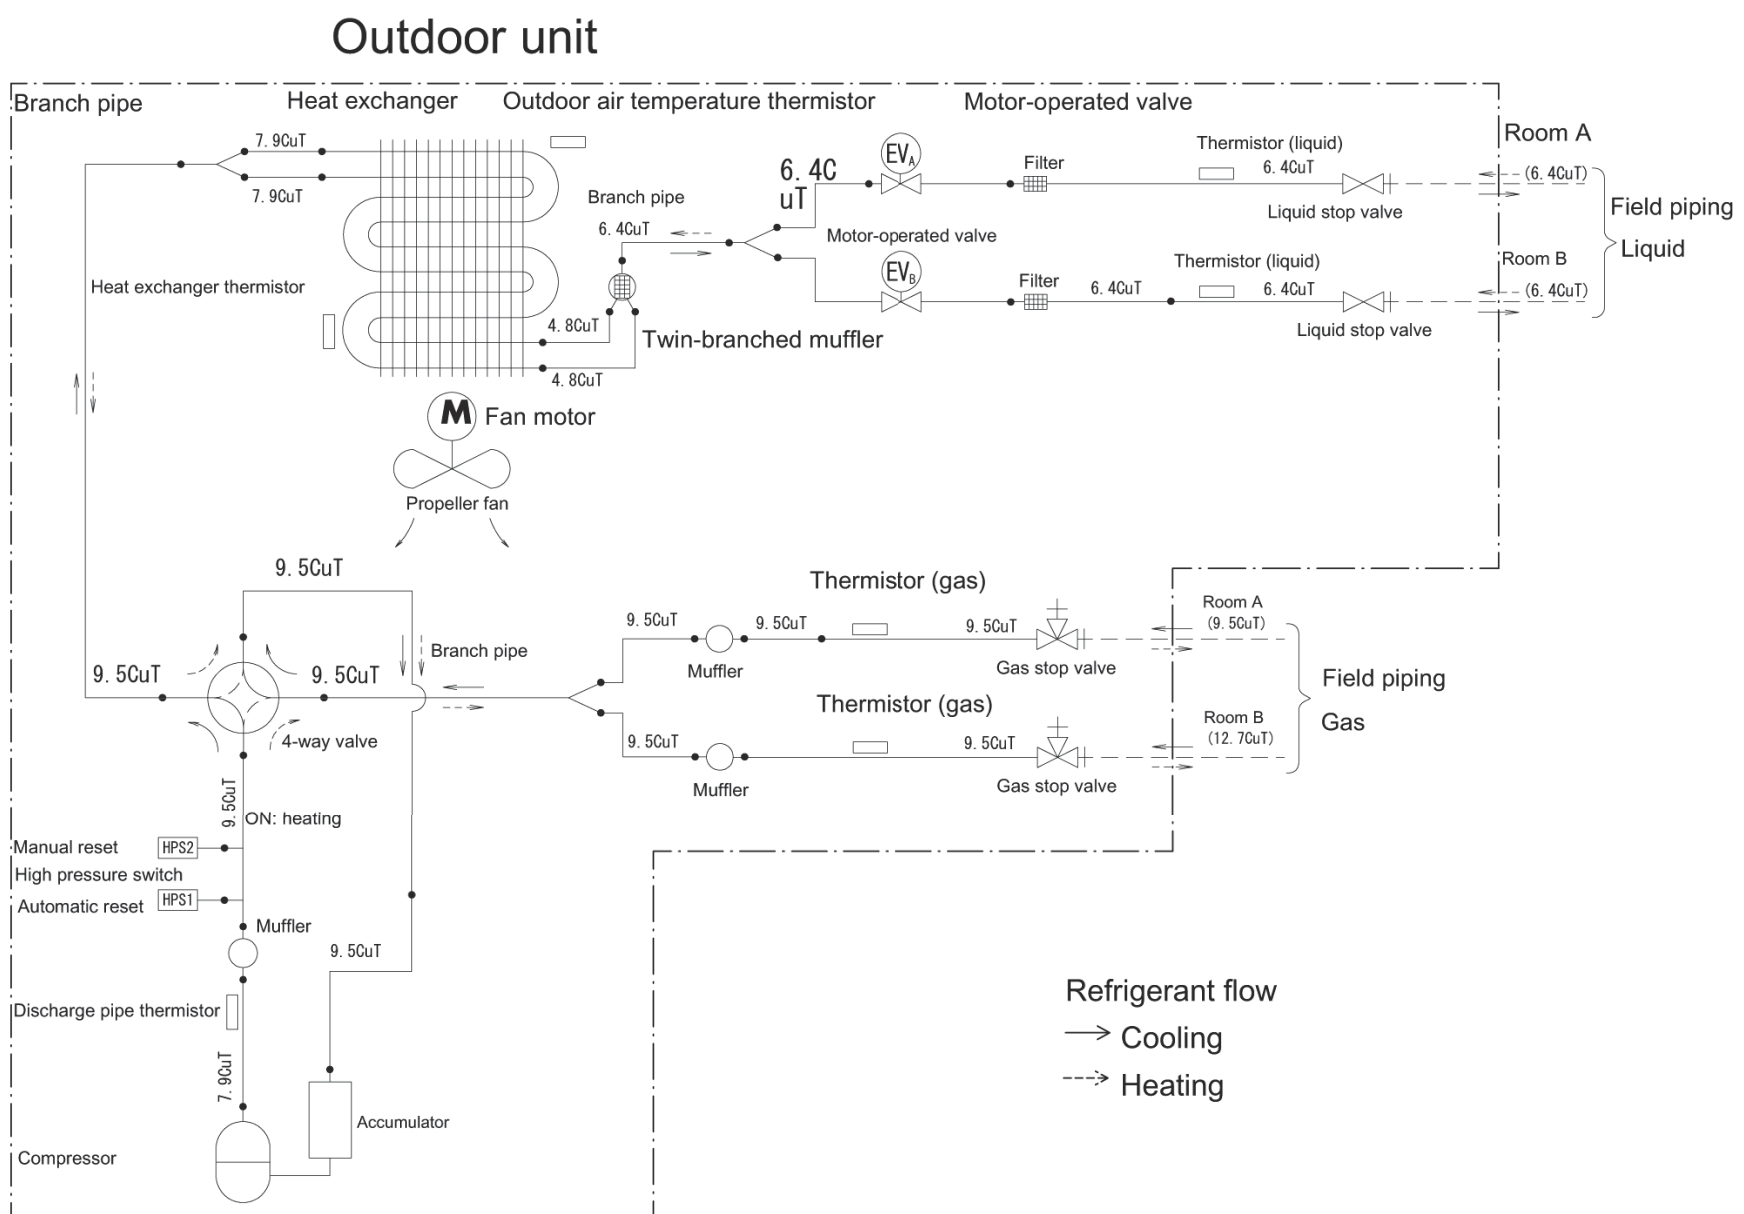 Outdoor unit
Branch pipe
Heat exchanger
Outdoor air temperature thermistor
Motor-operated valve
7.9CuT
7.9CuT
Heat exchanger thermistor
Branch pipe
6.4CuT
4.8CuT
4.8CuT
Twin-branched muffler
6.4C
uT
EVA
Motor-operated valve
EVB
Filter
Thermistor (liquid)
6.4CuT
Liquid stop valve
Filter
6.4CuT
Thermistor (liquid)
6.4CuT
Liquid stop valve
Room A
(6.4CuT)
Room B
(6.4CuT)
Field piping
Liquid
M
Fan motor
Propeller fan
9.5CuT
9.5CuT
9.5CuT
Branch pipe
4-way valve
9.5CuT
ON: heating
Manual reset
HPS2
High pressure switch
Automatic reset
HPS1
Muffler
9.5CuT
Discharge pipe thermistor
7.9CuT
Accumulator
Compressor
Thermistor (gas)
9.5CuT
9.5CuT
9.5CuT
Muffler
Gas stop valve
Thermistor (gas)
9.5CuT
9.5CuT
Muffler
Gas stop valve
Room A
(9.5CuT)
Room B
(12.7CuT)
Field piping
Gas
Refrigerant flow
Cooling
Heating